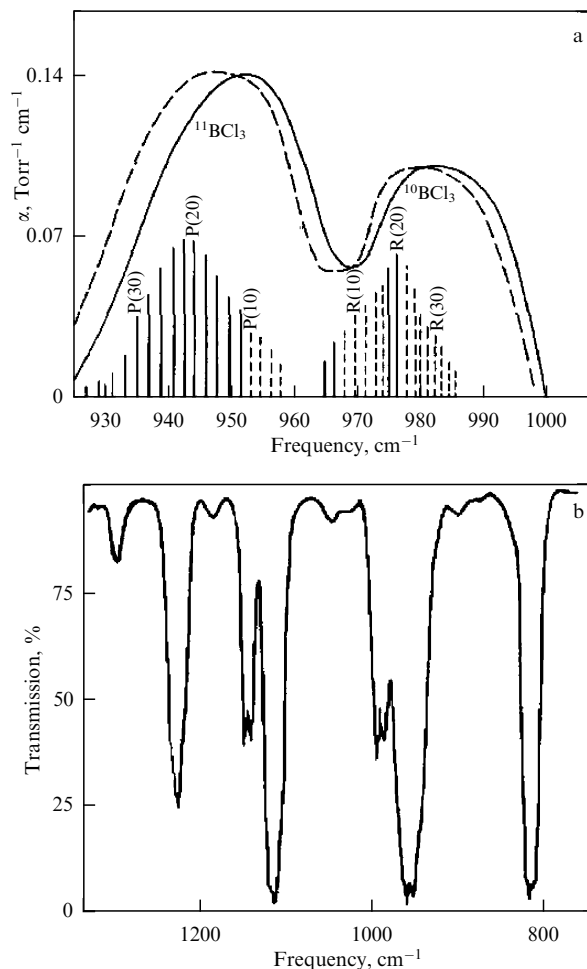 a
α, Torr⁻¹ cm⁻¹
0.14
0.07
0
¹¹BCl₃
¹⁰BCl₃
P(30)
P(20)
P(10)
R(10)
R(20)
R(30)
930 940 950 960 970 980 990 1000
Frequency, cm⁻¹
b
Transmission, %
75
50
25
0
1200 1000 800
Frequency, cm⁻¹